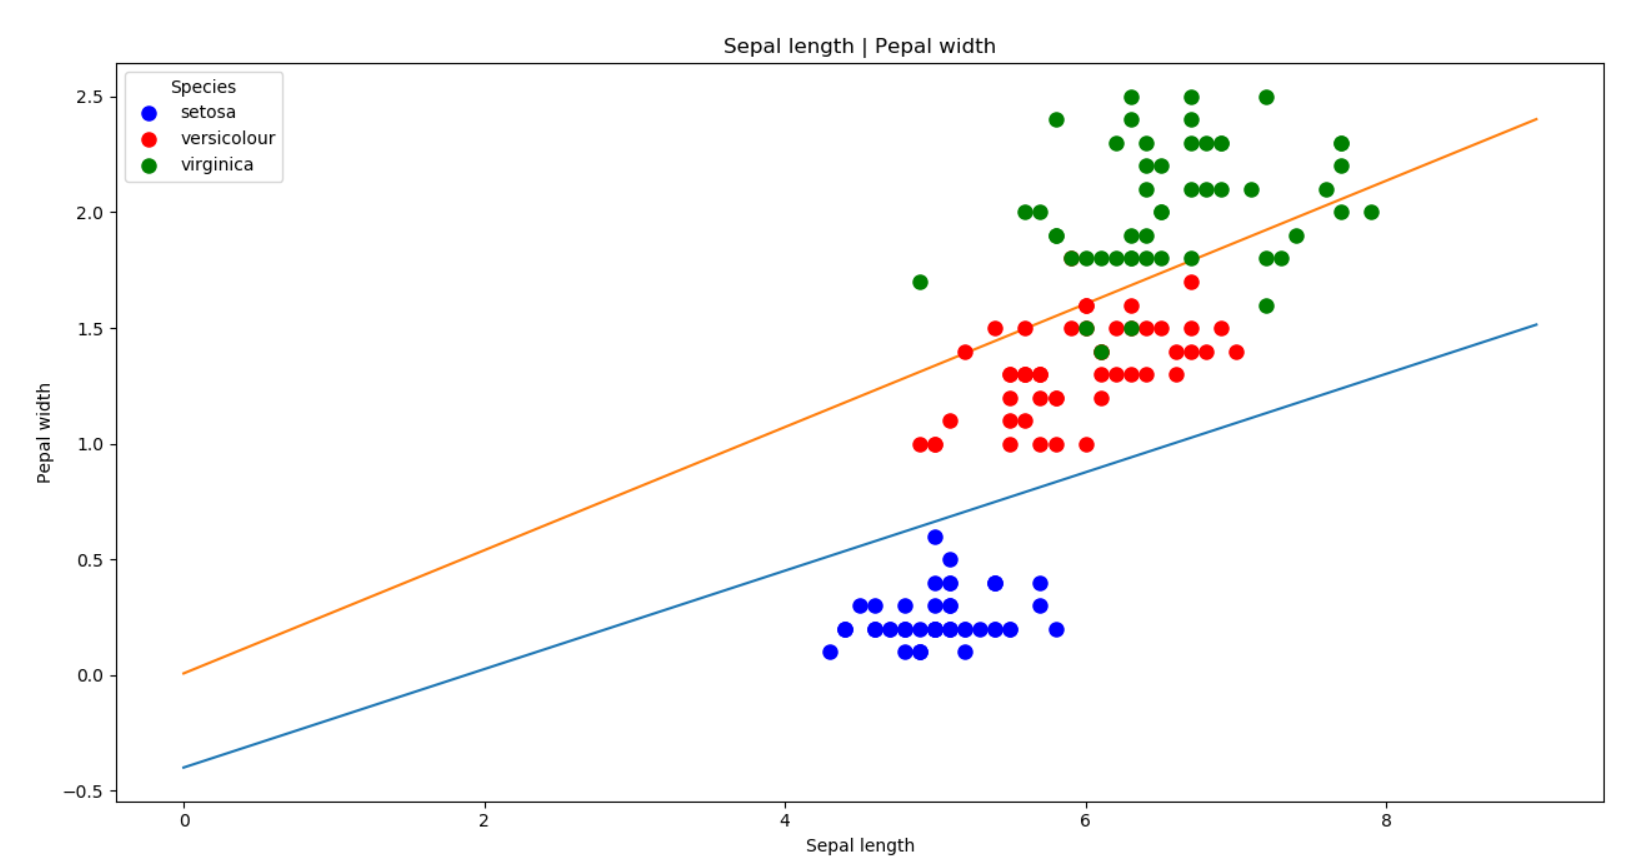 Sepal length | Pepal width
Species
setosa
versicolour
virginica
2.5
2.0
1.5
1.0
0.5
0.0
−0.5
Pepal width
0 2 4 6 8
Sepal length